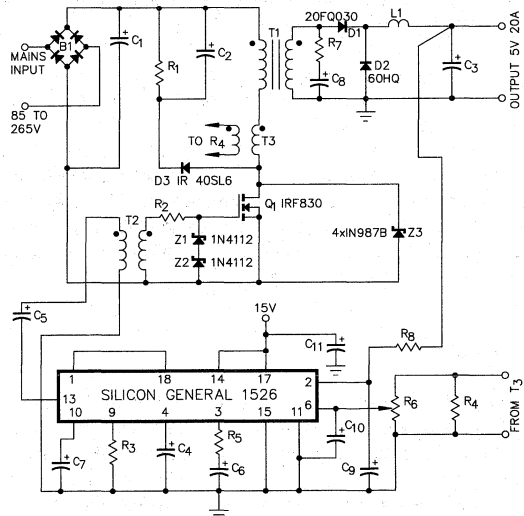 20FQ030
L1
D1
B1
C1
C2
T1
R7
D2
60HQ
C3
MAINS
INPUT
R1
C8
OUTPUT 5V 20A
85 TO
265V
TO R4
T3
D3 IR 40SL6
R2
Q1 IRF830
T2
Z1
1N4112
Z2
1N4112
4xIN987B
Z3
C5
15V
C11
R8
1
18
14
17
2
SILICON GENERAL 1526
13
6
10
9
4
3
15
11
R6
R4
FROM T3
C7
R3
C4
R5
C6
C10
C9